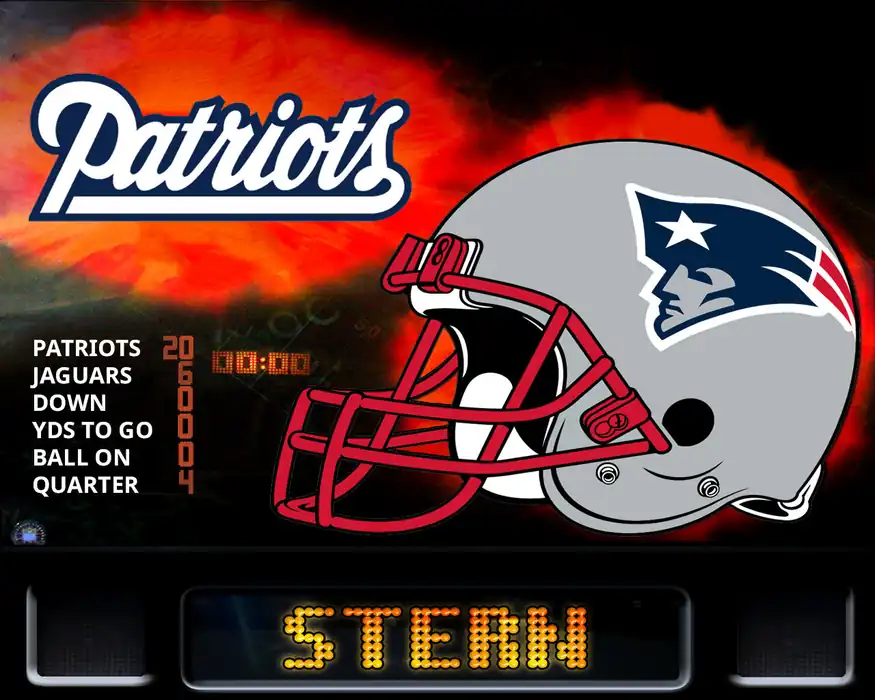 Patriots
PATRIOTS 20
00:00
JAGUARS 6
DOWN 0
YDS TO GO 0
BALL ON 0
QUARTER 4
STERN